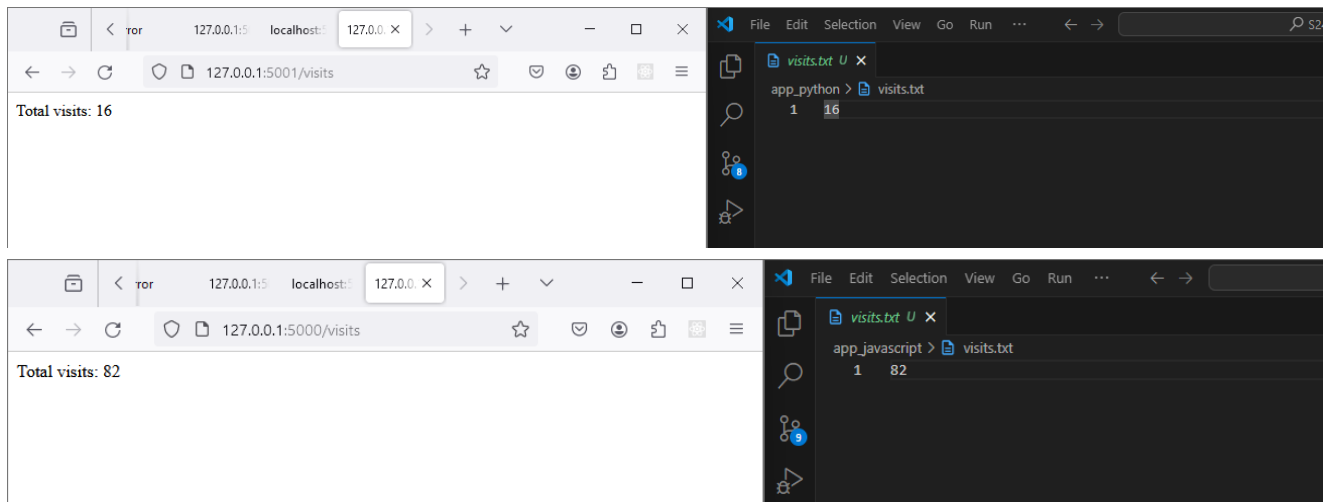 rror 127.0.0.1:5 localhost:5 127.0.0.
127.0.0.1:5001/visits
Total visits: 16
File Edit Selection View Go Run ··· S24
visits.txt U
app_python > visits.txt
1 16
8
rror 127.0.0.1:5 localhost:5 127.0.0.
127.0.0.1:5000/visits
Total visits: 82
File Edit Selection View Go Run ···
visits.txt U
app_javascript > visits.txt
1 82
9